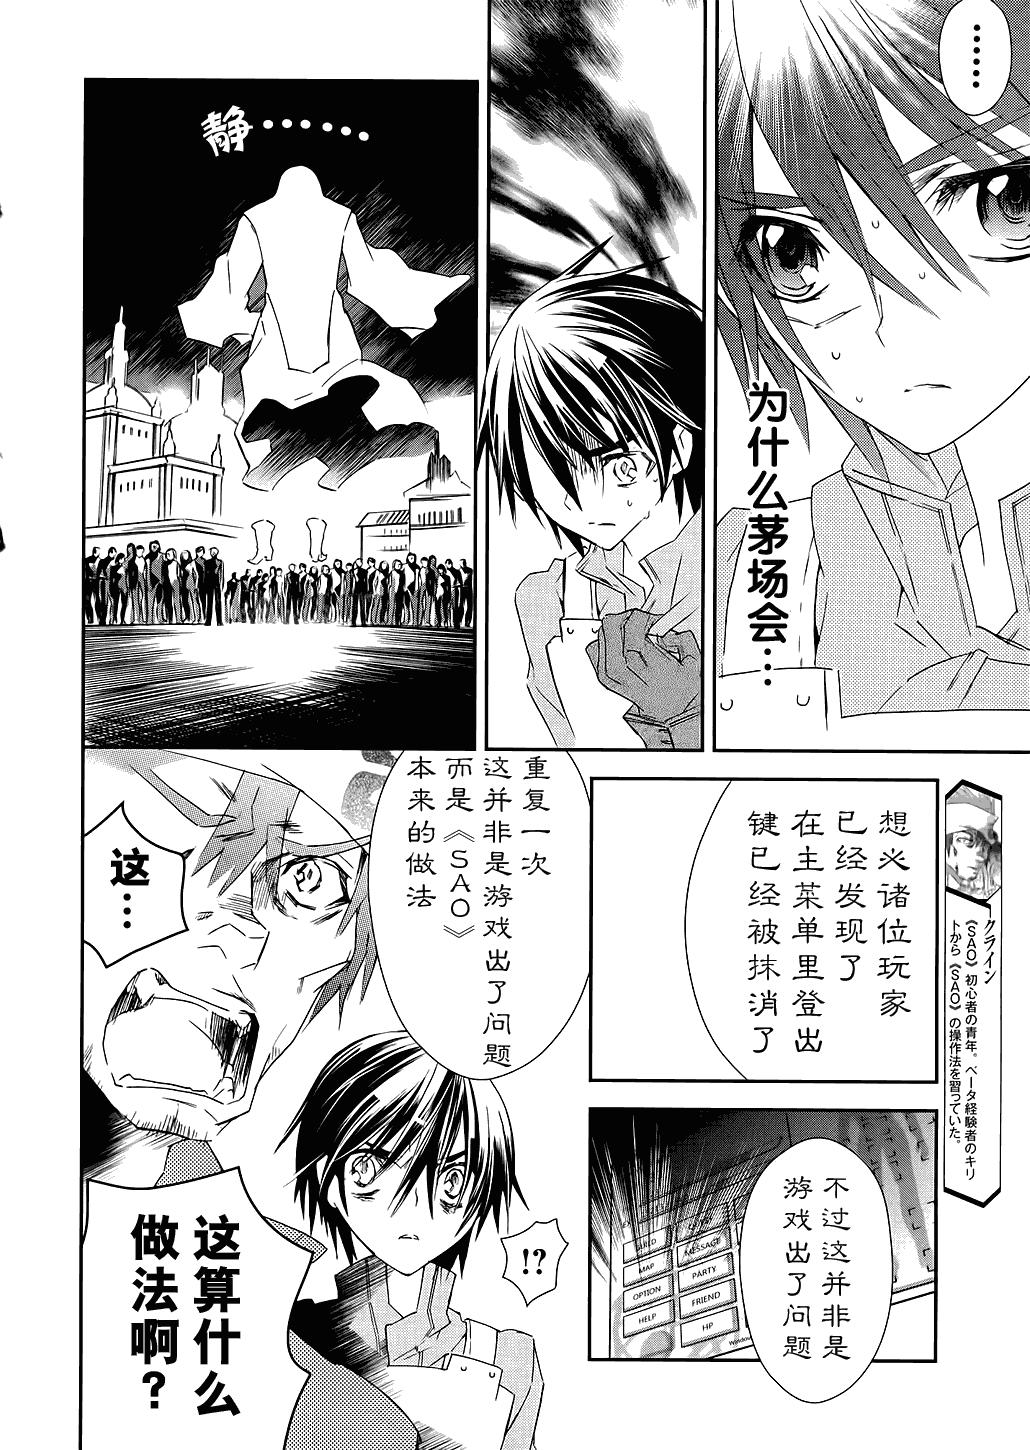 ……
为什么茅场会…
静……
クライン
《SAO》初心者の青年。ベータ経験者のキリ
トから《SAO》の操作法を習っていた。
想必诸位玩家
已经发现了
在主菜单里登出
键已经被抹消了
不过这并非是
游戏出了问题
MESSAGE
MAP
PARTY
OPTION
FRIEND
HELP
HP
重复一次
这并非是游戏出了问题
而是《SAO》
本来的做法
这…
!?
这算什么
做法啊?